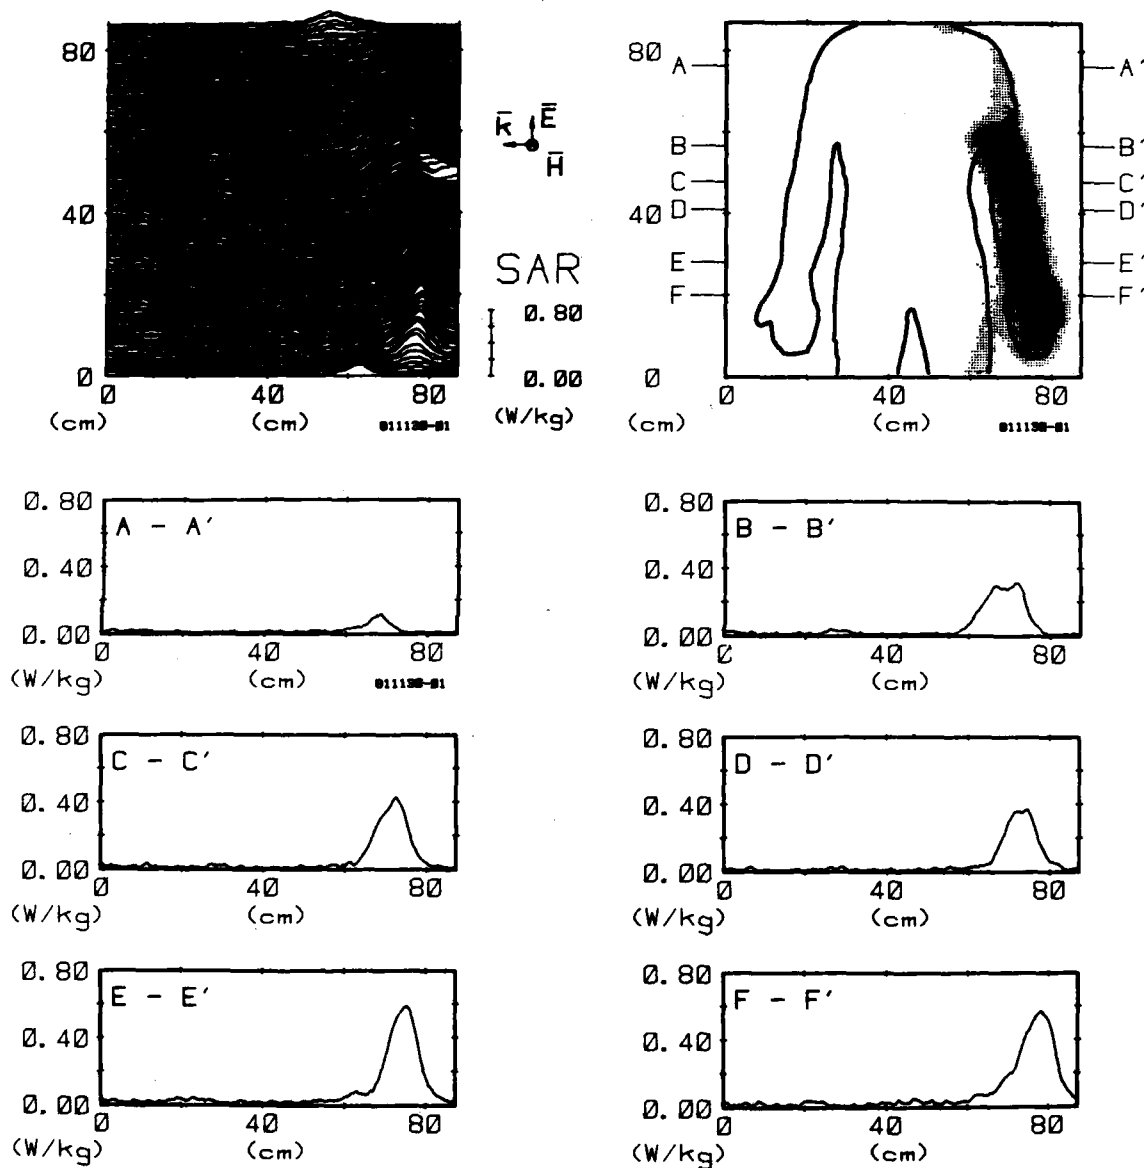 80
40
0
0 40 80
(cm) (cm)
k̄ Ē
H̄
SAR
0.80
0.00
(W/kg)
80
40
0
A A'
B B'
C C'
D D'
E E'
F F'
0 40 80
(cm) (cm)
A - A'
0.80
0.40
0.00
0 40 80
(W/kg) (cm)
B - B'
0.80
0.40
0.00
0 40 80
(W/kg) (cm)
C - C'
0.80
0.40
0.00
0 40 80
(W/kg) (cm)
D - D'
0.80
0.40
0.00
0 40 80
(W/kg) (cm)
E - E'
0.80
0.40
0.00
0 40 80
(W/kg) (cm)
F - F'
0.80
0.40
0.00
0 40 80
(W/kg) (cm)